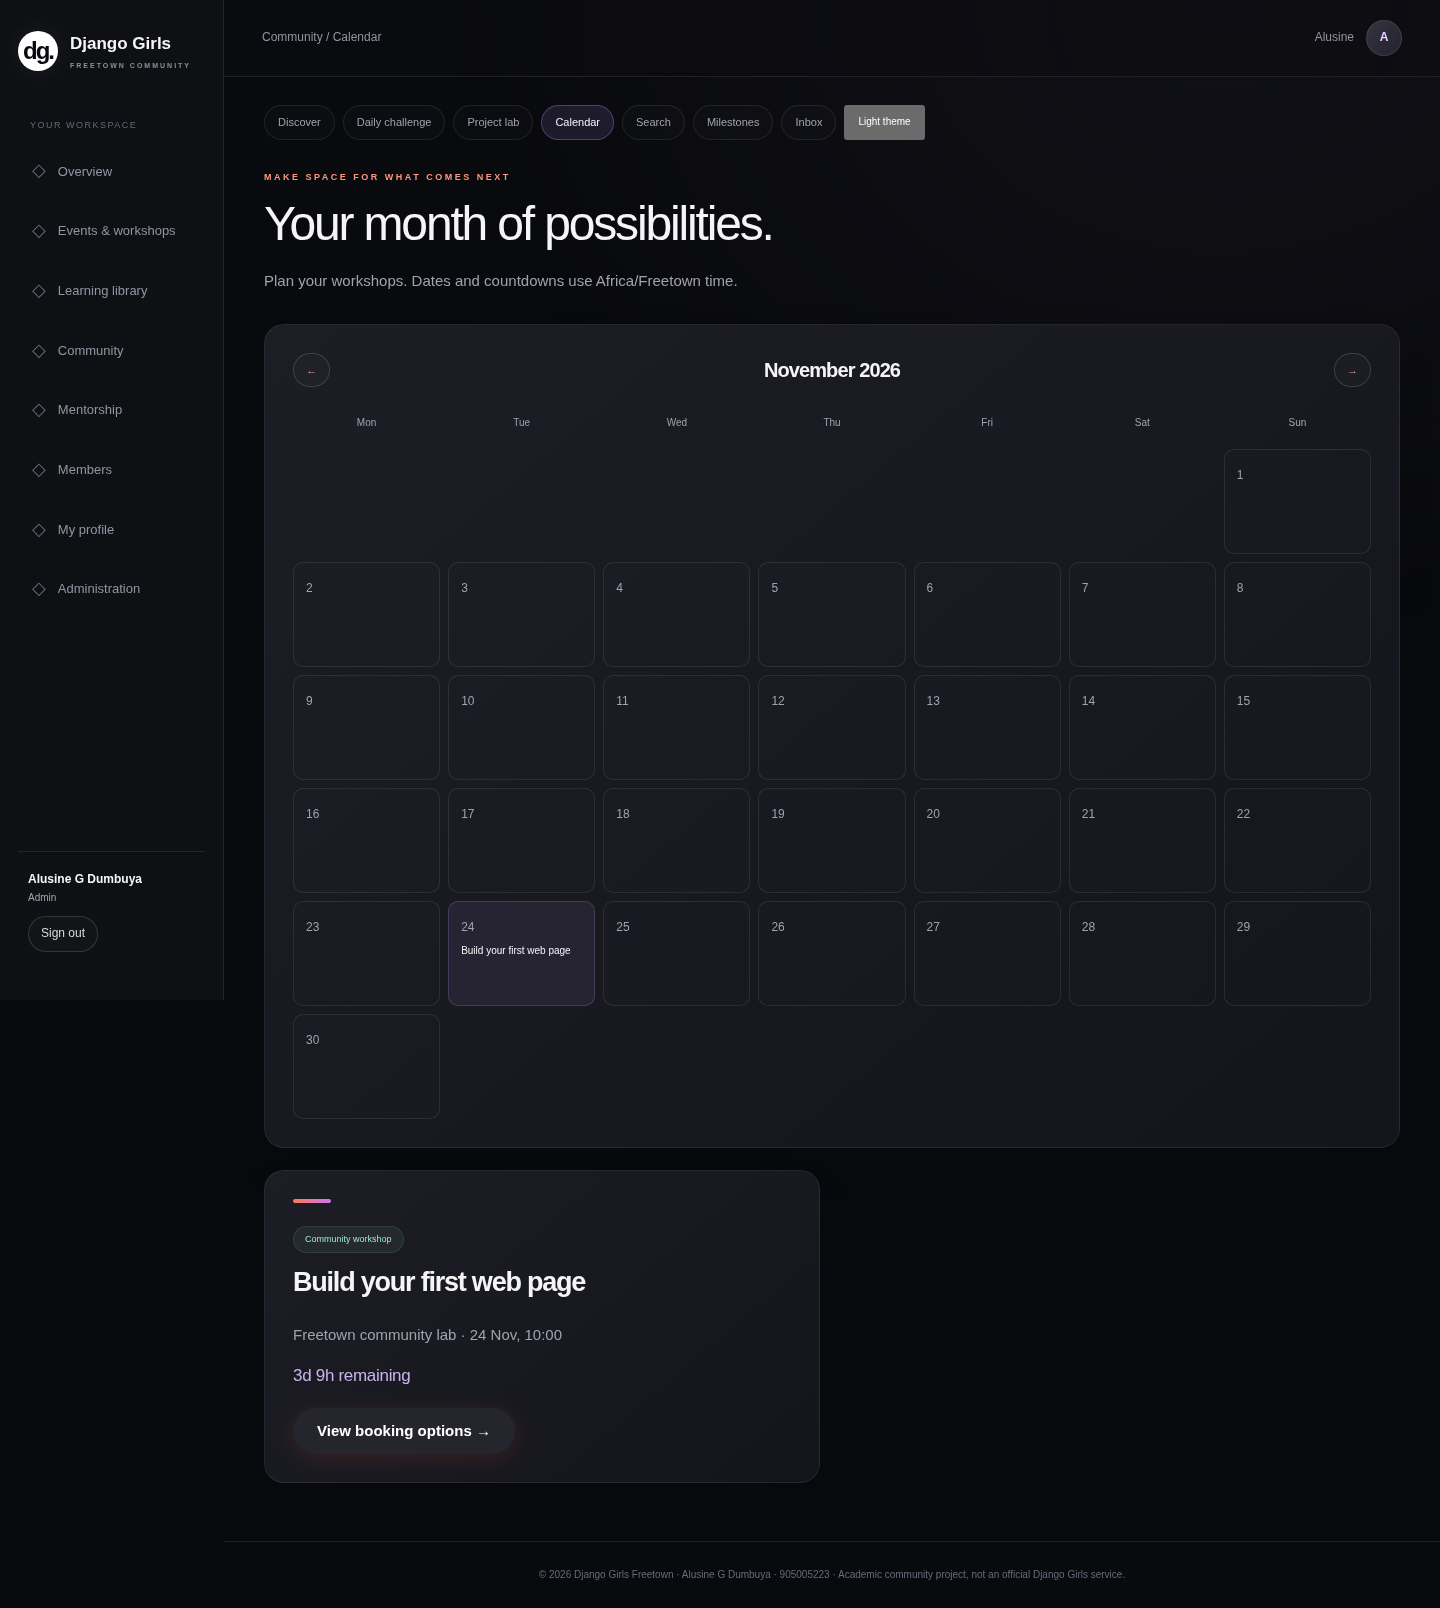 dg.
Django Girls
FREETOWN COMMUNITY
YOUR WORKSPACE
Overview
Events & workshops
Learning library
Community
Mentorship
Members
My profile
Administration
Alusine G Dumbuya
Admin
Sign out
Community / Calendar
Alusine A
Discover Daily challenge Project lab Calendar Search Milestones Inbox Light theme
MAKE SPACE FOR WHAT COMES NEXT
Your month of possibilities.
Plan your workshops. Dates and countdowns use Africa/Freetown time.
← November 2026 →
Mon Tue Wed Thu Fri Sat Sun
1
2 3 4 5 6 7 8
9 10 11 12 13 14 15
16 17 18 19 20 21 22
23 24 25 26 27 28 29
Build your first web page
30
Community workshop
Build your first web page
Freetown community lab · 24 Nov, 10:00
3d 9h remaining
View booking options →
© 2026 Django Girls Freetown · Alusine G Dumbuya · 905005223 · Academic community project, not an official Django Girls service.